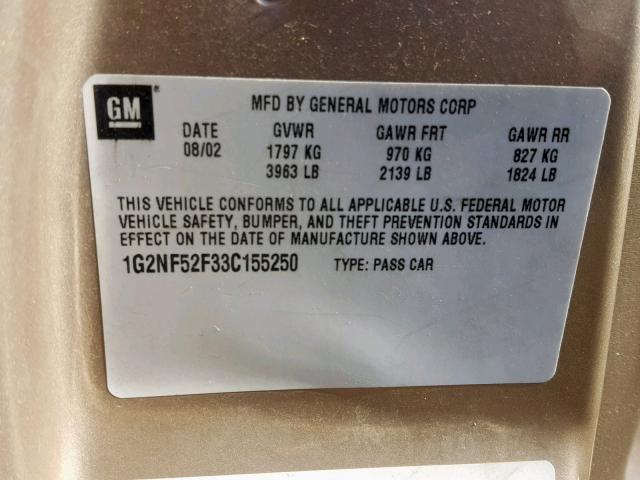 GM
MFD BY GENERAL MOTORS CORP
DATE GVWR GAWR FRT GAWR RR
08/02 1797 KG 970 KG 827 KG
3963 LB 2139 LB 1824 LB
THIS VEHICLE CONFORMS TO ALL APPLICABLE U.S. FEDERAL MOTOR
VEHICLE SAFETY, BUMPER, AND THEFT PREVENTION STANDARDS IN
EFFECT ON THE DATE OF MANUFACTURE SHOWN ABOVE.
1G2NF52F33C155250 TYPE: PASS CAR